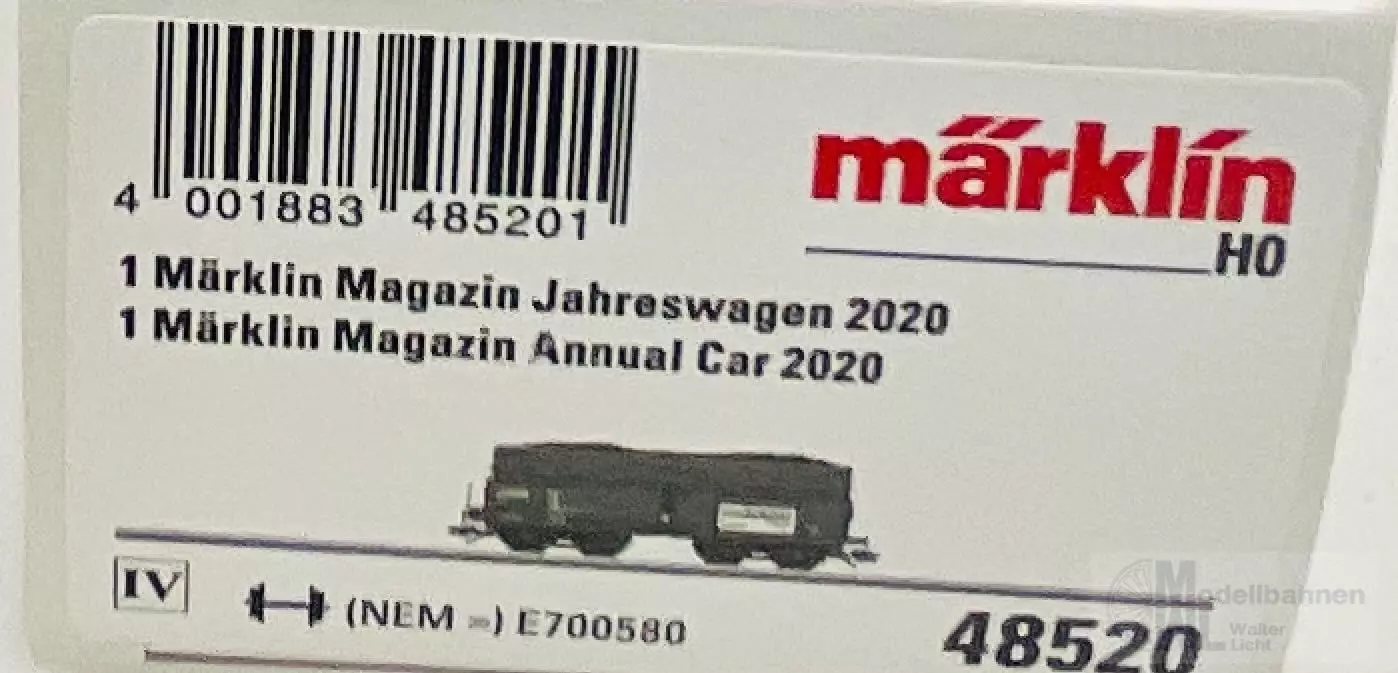 märklin
H0
4 001883 485201
1 Märklin Magazin Jahreswagen 2020
1 Märklin Magazin Annual Car 2020
IV (NEM =) E700580
48520
Modellbahnen
Walter
Licht